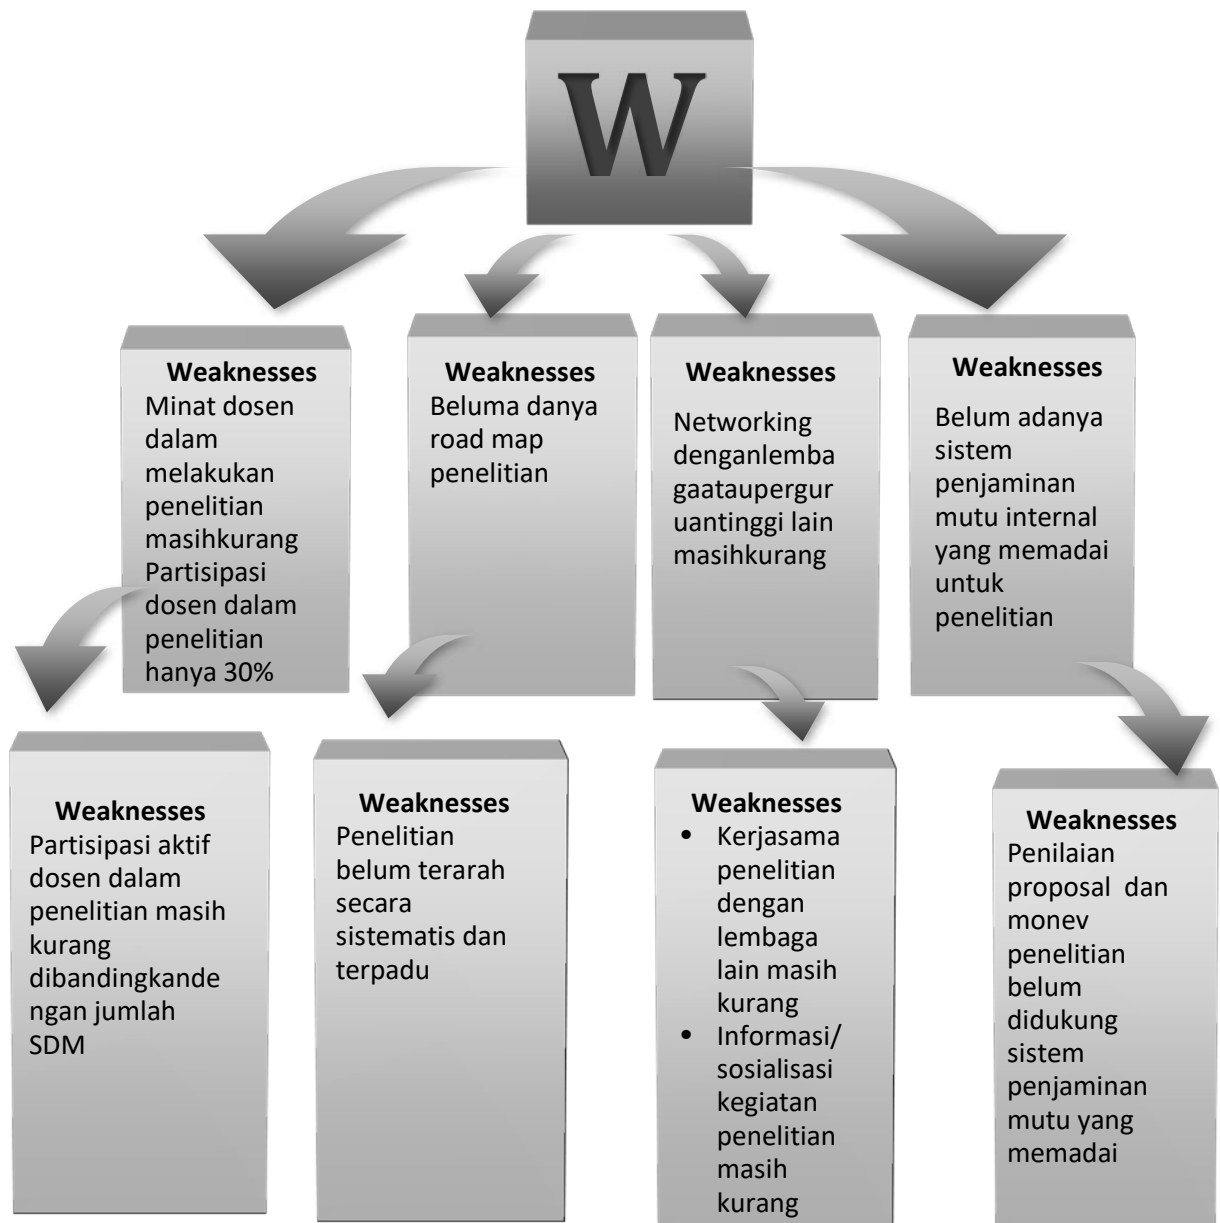 W
Weaknesses
Minat dosen
dalam
melakukan
penelitian
masihkurang
Partisipasi
dosen dalam
penelitian
hanya 30%
Weaknesses
Beluma danya
road map
penelitian
Weaknesses
Networking
denganlemba
gaataupergur
uantinggi lain
masihkurang
Weaknesses
Belum adanya
sistem
penjaminan
mutu internal
yang memadai
untuk
penelitian
Weaknesses
Partisipasi aktif
dosen dalam
penelitian masih
kurang
dibandingkande
ngan jumlah
SDM
Weaknesses
Penelitian
belum terarah
secara
sistematis dan
terpadu
Weaknesses
• Kerjasama
penelitian
dengan
lembaga
lain masih
kurang
• Informasi/
sosialisasi
kegiatan
penelitian
masih
kurang
Weaknesses
Penilaian
proposal  dan
monev
penelitian
belum
didukung
sistem
penjaminan
mutu yang
memadai